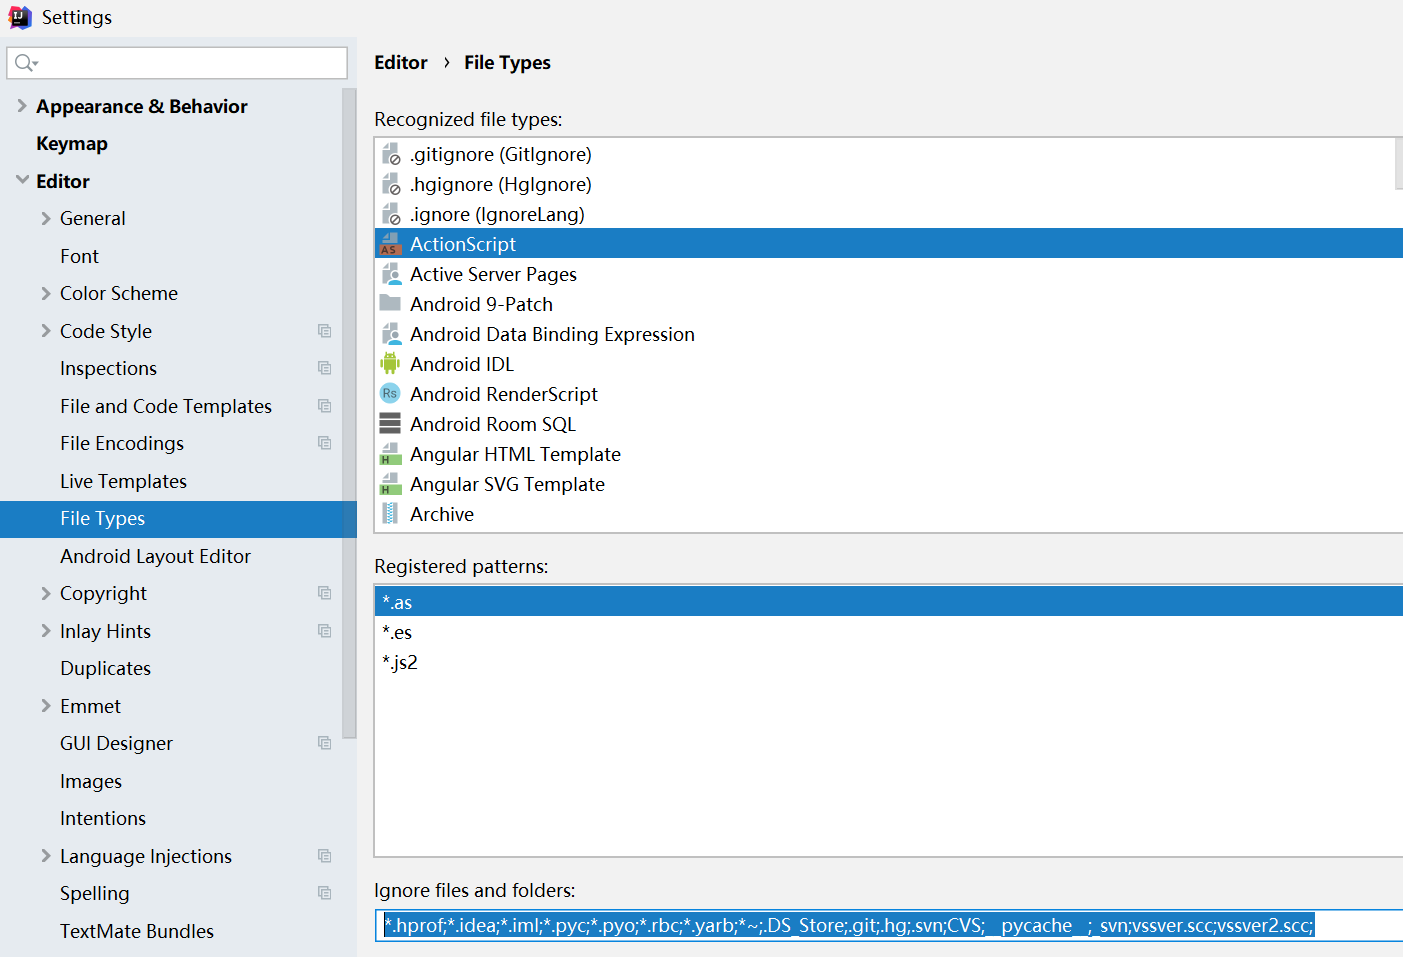 Settings
Appearance & Behavior
Keymap
Editor
General
Font
Color Scheme
Code Style
Inspections
File and Code Templates
File Encodings
Live Templates
File Types
Android Layout Editor
Copyright
Inlay Hints
Duplicates
Emmet
GUI Designer
Images
Intentions
Language Injections
Spelling
TextMate Bundles
Editor › File Types
Recognized file types:
.gitignore (GitIgnore)
.hgignore (HgIgnore)
.ignore (IgnoreLang)
ActionScript
Active Server Pages
Android 9-Patch
Android Data Binding Expression
Android IDL
Android RenderScript
Android Room SQL
Angular HTML Template
Angular SVG Template
Archive
Registered patterns:
*.as
*.es
*.js2
Ignore files and folders:
*.hprof;*.idea;*.iml;*.pyc;*.pyo;*.rbc;*.yarb;*~;.DS_Store;.git;.hg;.svn;CVS;__pycache__;_svn;vssver.scc;vssver2.scc;